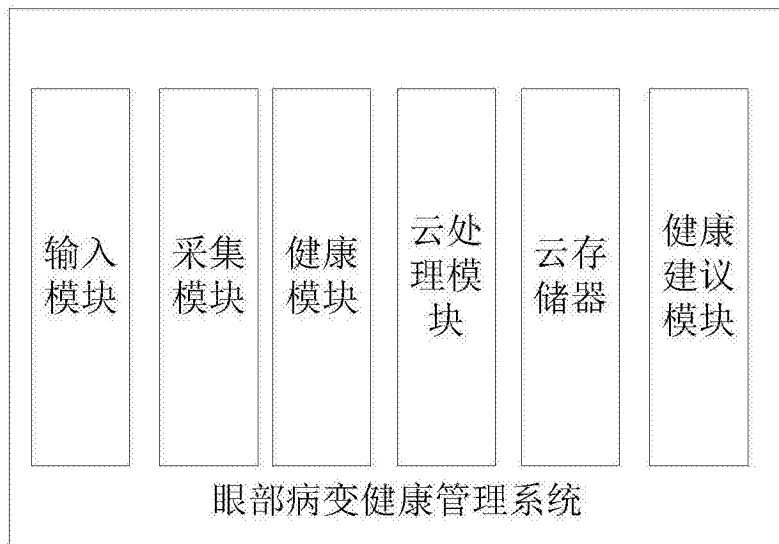 输入
模块
采集
模块
健康
模块
云处
理模
块
云存
储器
健康
建议
模块
眼部病变健康管理系统